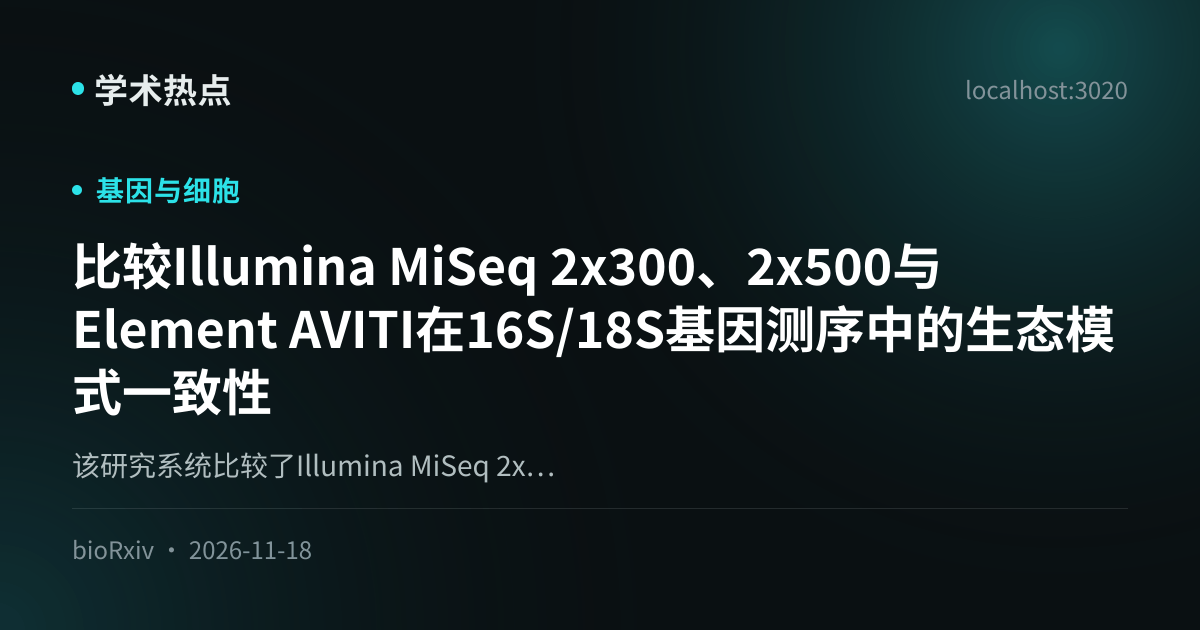 学术热点
localhost:3020
基因与细胞
比较Illumina MiSeq 2x300、2x500与
Element AVITI在16S/18S基因测序中的生态模
式一致性
该研究系统比较了Illumina MiSeq 2x…
bioRxiv · 2026-11-18